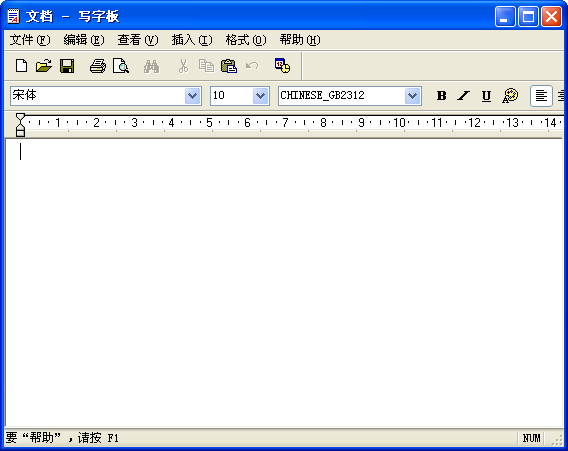 文档 - 写字板
文件(F) 编辑(E) 查看(V) 插入(I) 格式(O) 帮助(H)
宋体 10 CHINESE_GB2312 B I U A
1 2 3 4 5 6 7 8 9 10 11 12 13 14
要“帮助”，请按 F1 NUM